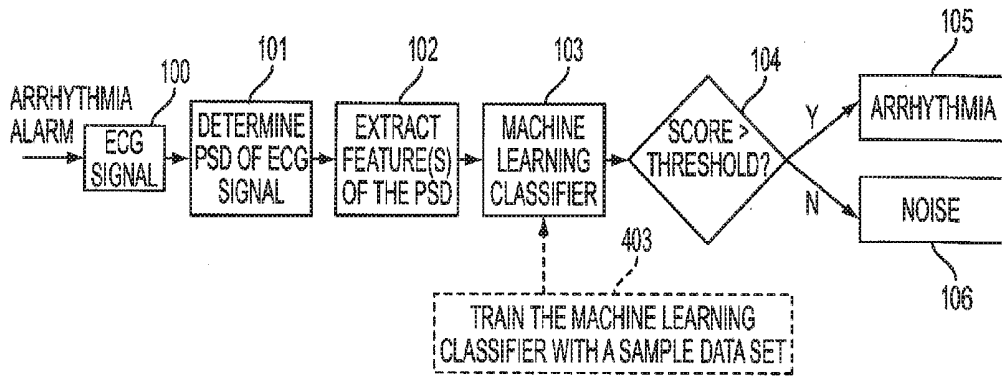 100
101
102
103
104
105
ARRHYTHMIA
ALARM
ECG
SIGNAL
DETERMINE
PSD OF ECG
SIGNAL
EXTRACT
FEATURE(S)
OF THE PSD
MACHINE
LEARNING
CLASSIFIER
SCORE >
THRESHOLD?
Y
ARRHYTHMIA
N
NOISE
106
403
TRAIN THE MACHINE LEARNING
CLASSIFIER WITH A SAMPLE DATA SET